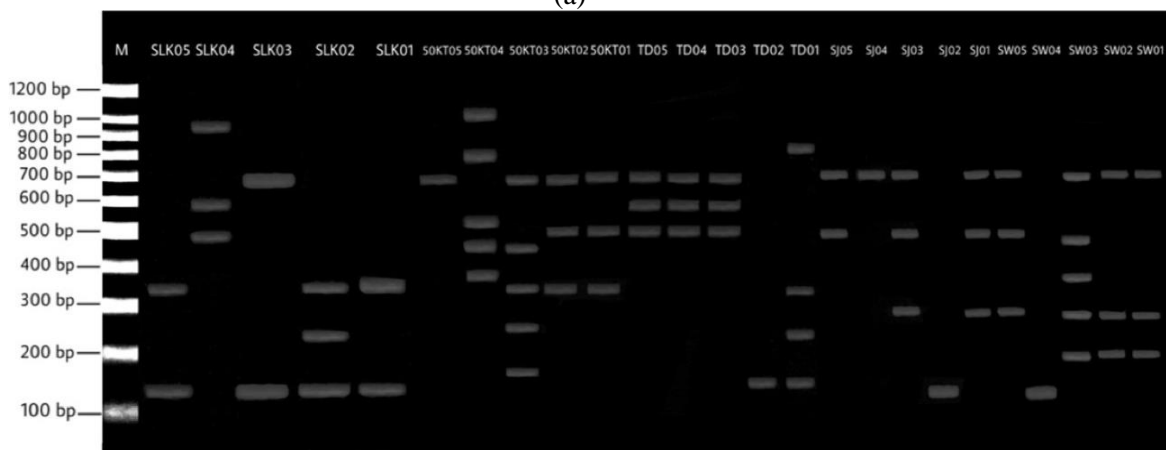 (a)
M SLK05 SLK04 SLK03 SLK02 SLK01 50KT05 50KT04 50KT03 50KT02 50KT01 TD05 TD04 TD03 TD02 TD01 SJ05 SJ04 SJ03 SJ02 SJ01 SW05 SW04 SW03 SW02 SW01
1200 bp
1000 bp
900 bp
800 bp
700 bp
600 bp
500 bp
400 bp
300 bp
200 bp
100 bp